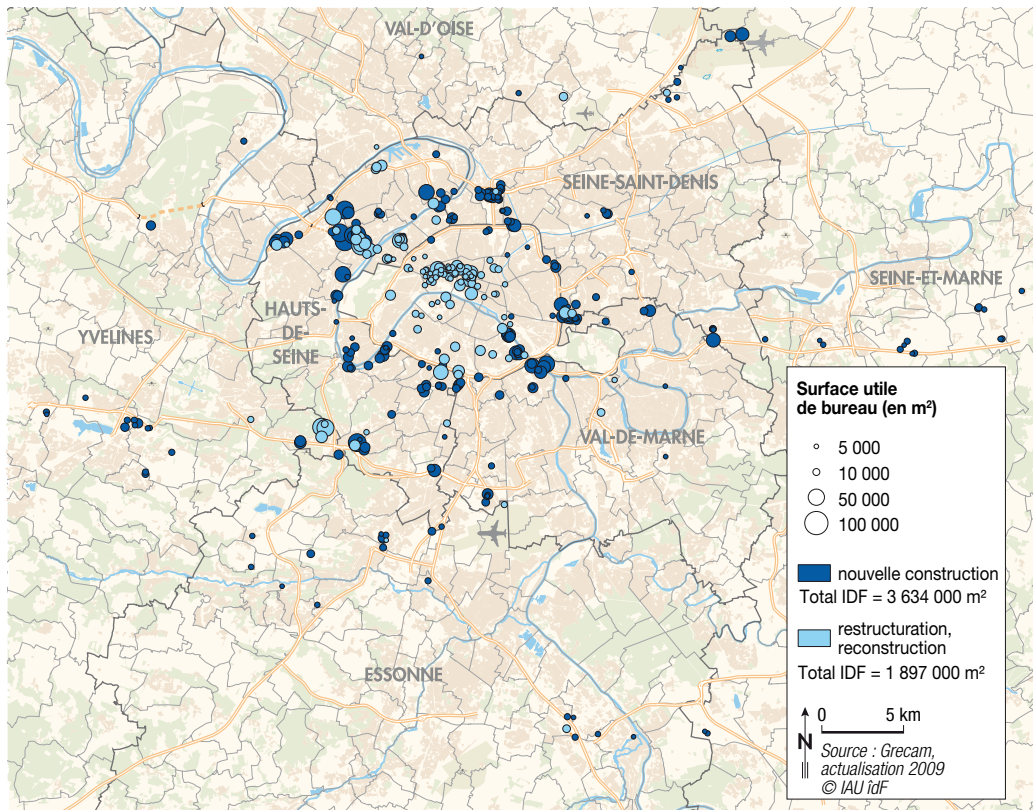 VAL-D'OISE
SEINE-SAINT-DENIS
SEINE-ET-MARNE
HAUTS-
DE-
SEINE
YVELINES
VAL-DE-MARNE
ESSONNE
Surface utile
de bureau (en m²)
5 000
10 000
50 000
100 000
nouvelle construction
Total IDF = 3 634 000 m²
restructuration,
reconstruction
Total IDF = 1 897 000 m²
0 5 km
N
Source : Grecam,
actualisation 2009
© IAU îdF